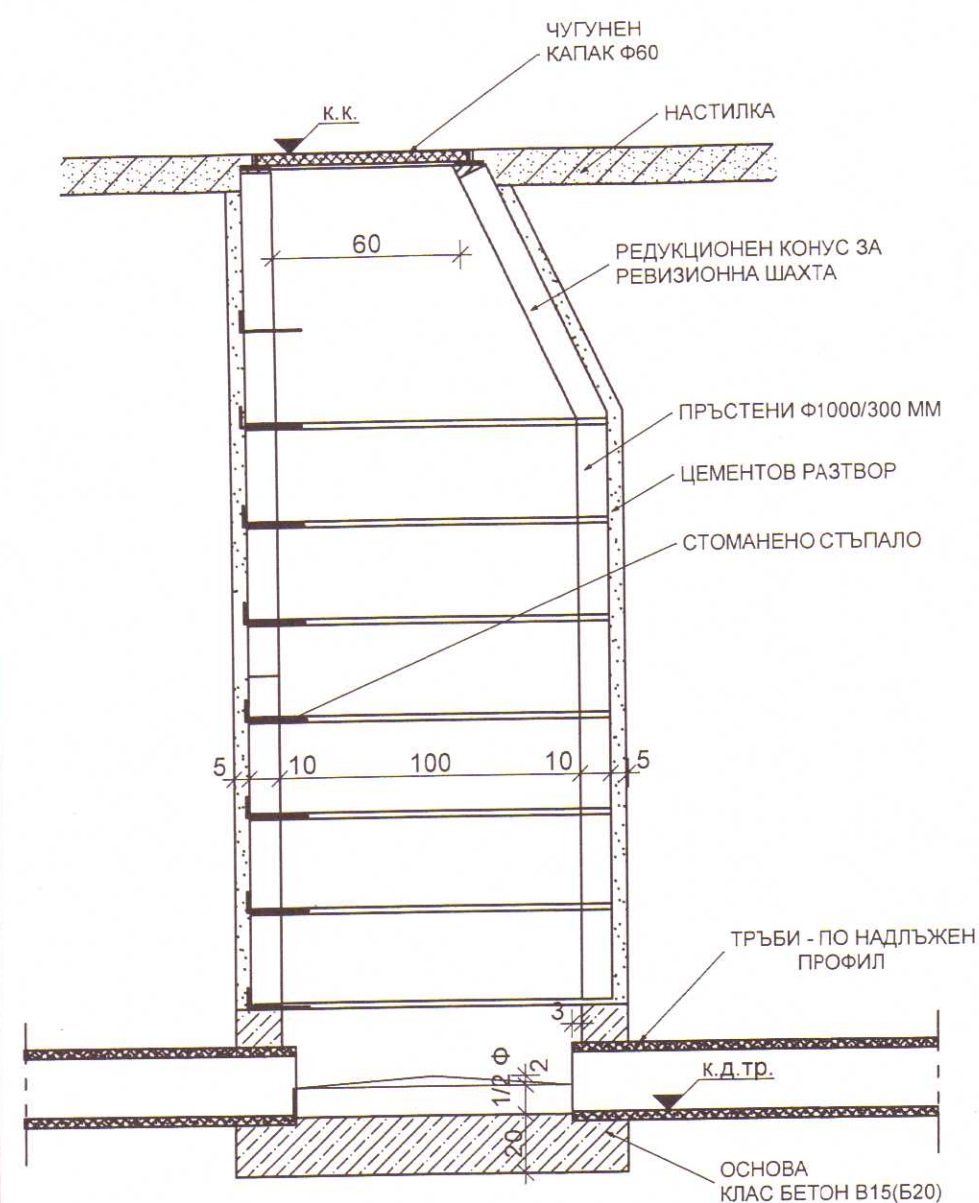 ЧУГУНЕН
КАПАК Ф60
к.к.
НАСТИЛКА
60
РЕДУКЦИОНЕН КОНУС ЗА
РЕВИЗИОННА ШАХТА
ПРЪСТЕНИ Ф1000/300 ММ
ЦЕМЕНТОВ РАЗТВОР
СТОМАНЕНО СТЪПАЛО
5 10 100 10 5
ТРЪБИ - ПО НАДЛЪЖЕН
ПРОФИЛ
3
1/2 Ф
2
к.д.тр.
20
ОСНОВА
КЛАС БЕТОН В15(Б20)